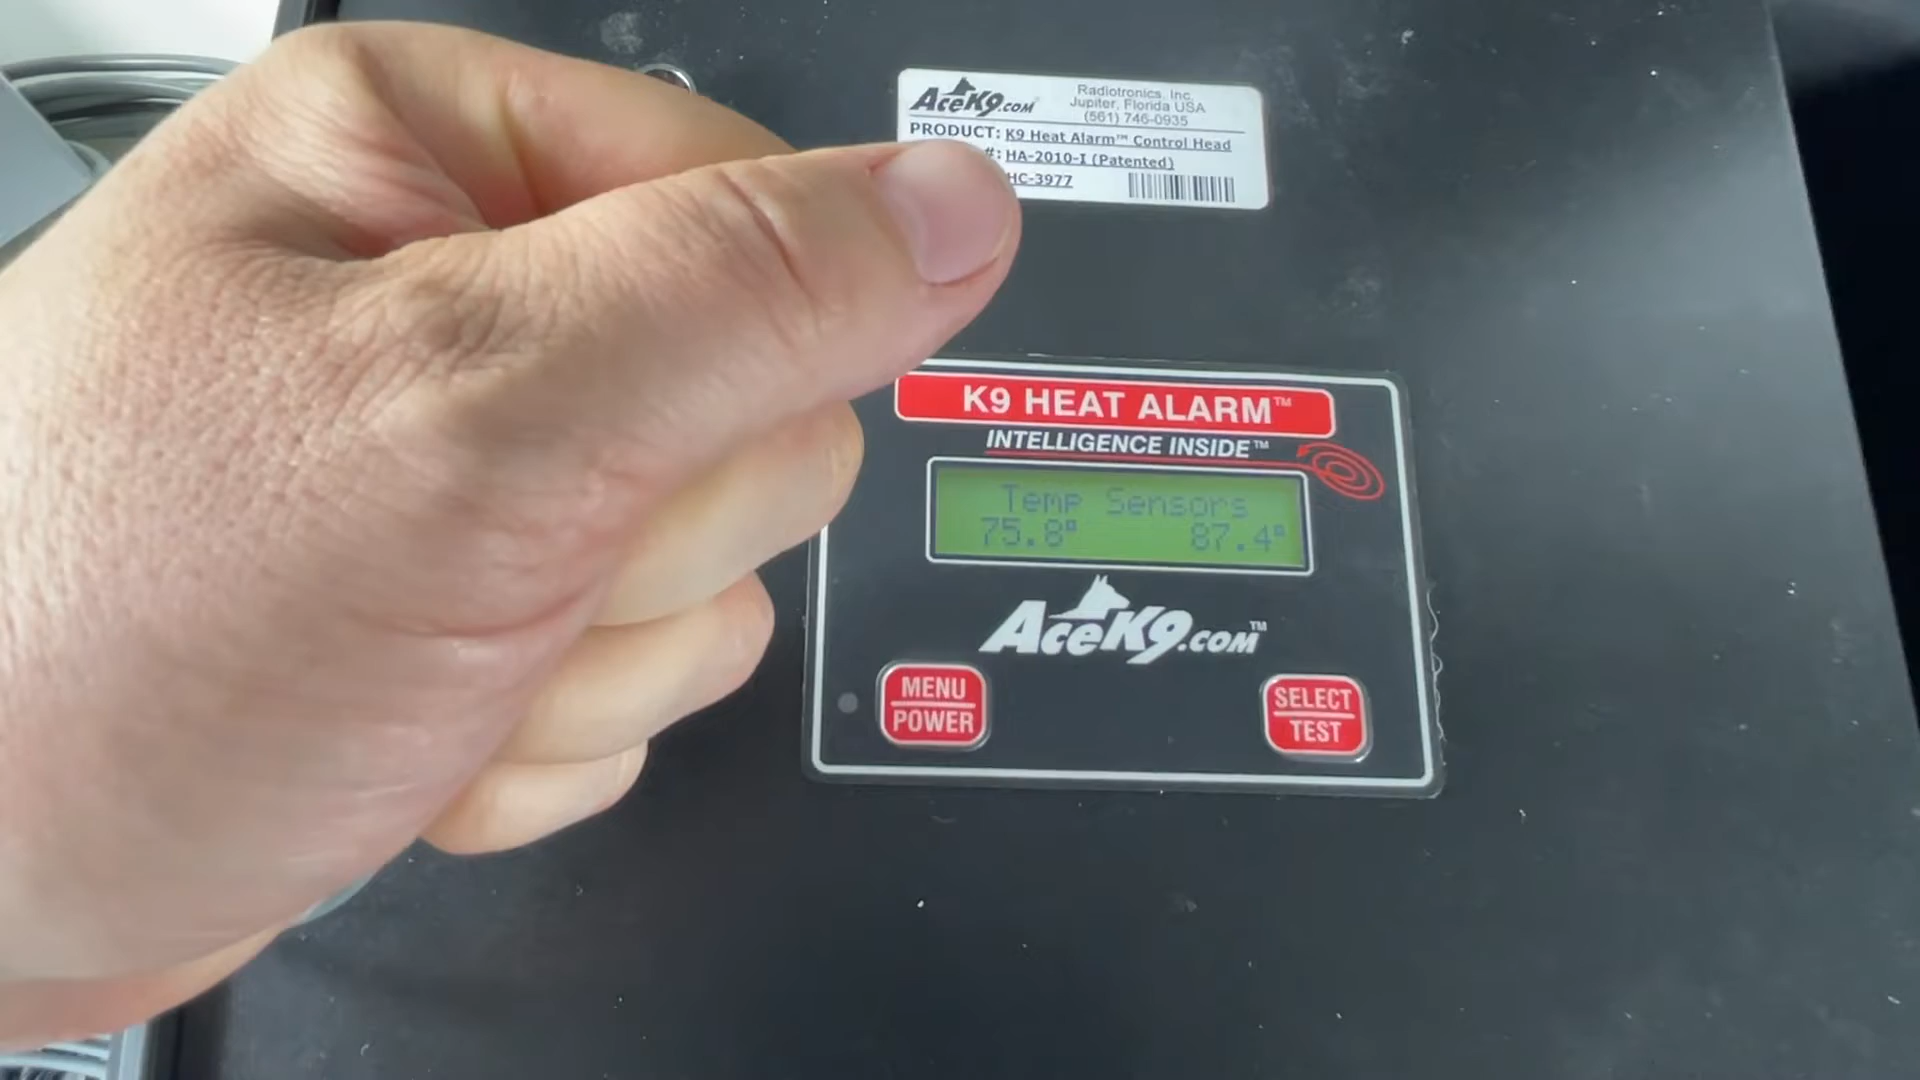 AceK9.com
Radiotronics, Inc.
Jupiter, Florida USA
(561) 746-0935
PRODUCT: K9 Heat Alarm™ Control Head
#: HA-2010-I (Patented)
HC-3977
K9 HEAT ALARM™
INTELLIGENCE INSIDE™
Temp Sensors
75.8° 87.4°
AceK9.com™
MENU
POWER
SELECT
TEST